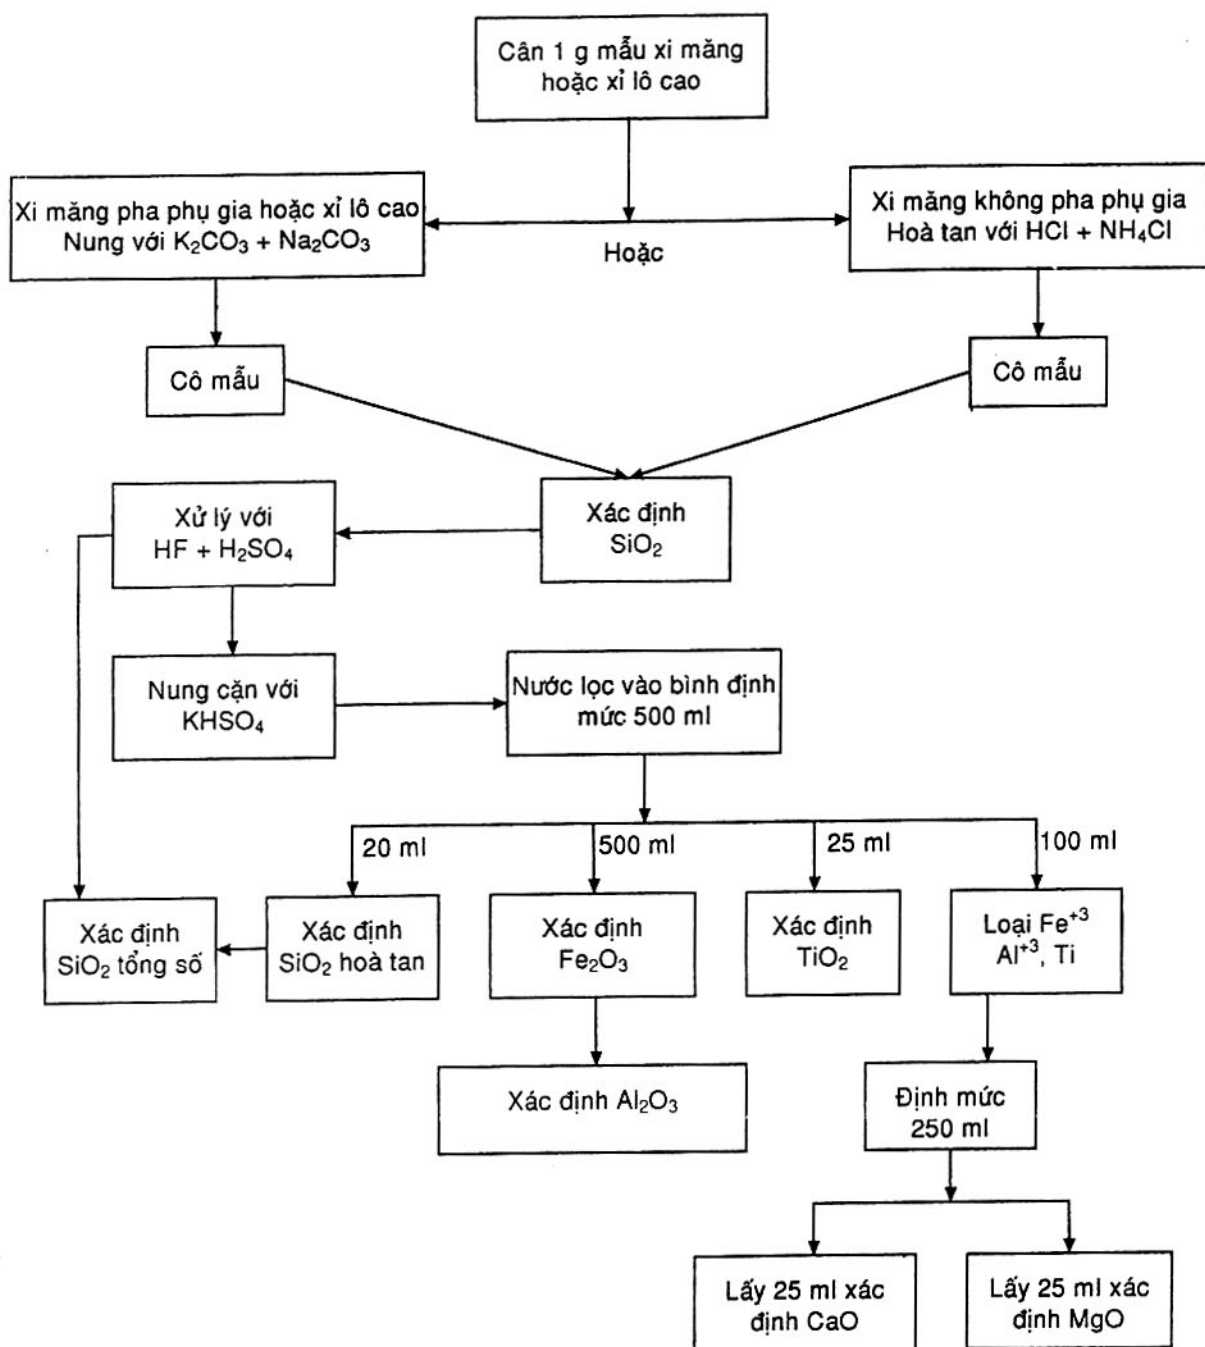 Cân 1 g mẫu xi măng
hoặc xỉ lô cao
Xi măng pha phụ gia hoặc xỉ lô cao
Nung với K₂CO₃ + Na₂CO₃
Hoặc
Xi măng không pha phụ gia
Hoà tan với HCl + NH₄Cl
Cô mẫu
Cô mẫu
Xử lý với
HF + H₂SO₄
Xác định
SiO₂
Nung cặn với
KHSO₄
Nước lọc vào bình định
mức 500 ml
20 ml
500 ml
25 ml
100 ml
Xác định
SiO₂ tổng số
Xác định
SiO₂ hoà tan
Xác định
Fe₂O₃
Xác định
TiO₂
Loại Fe⁺³
Al⁺³, Ti
Xác định Al₂O₃
Định mức
250 ml
Lấy 25 ml xác
định CaO
Lấy 25 ml xác
định MgO